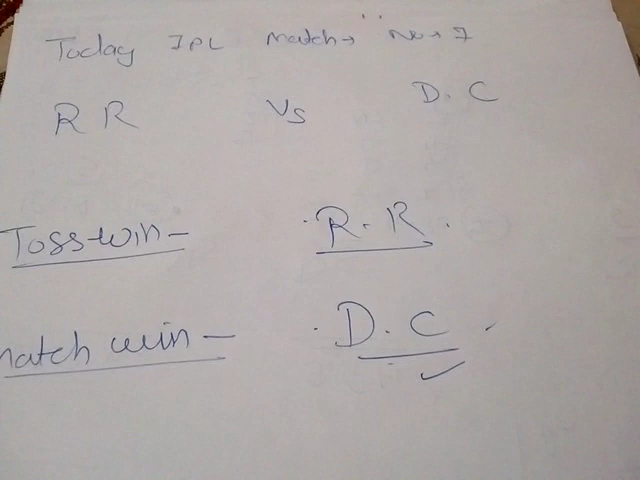 Today IPL Match → No → 7
R R Vs D. C
Toss win - R. R.
match win - D. C